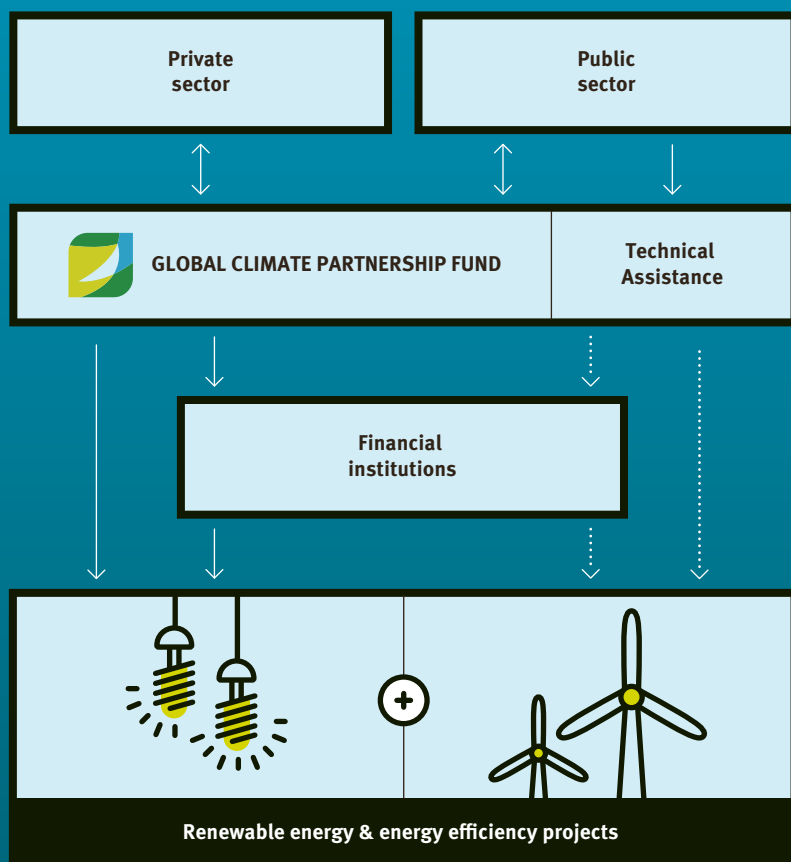 Private
sector
Public
sector
GLOBAL CLIMATE PARTNERSHIP FUND
Technical
Assistance
Financial
institutions
Renewable energy & energy efficiency projects